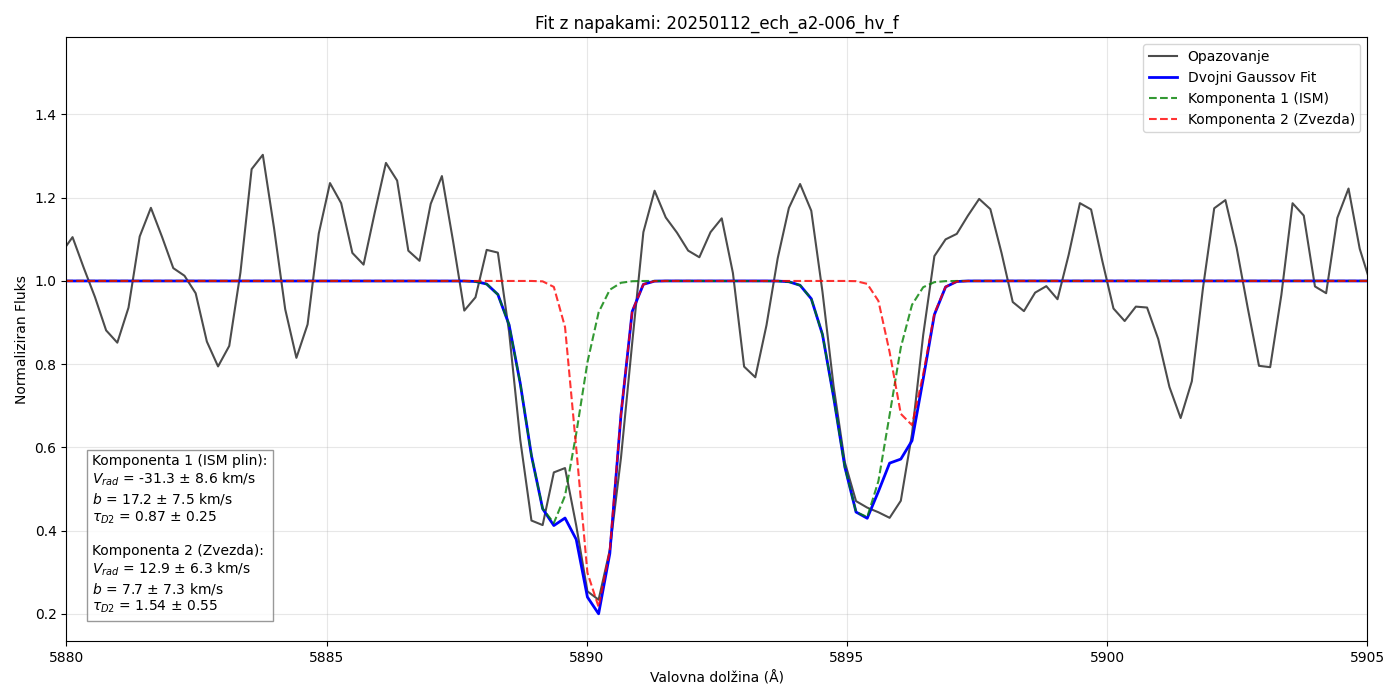 Fit z napakami: 20250112_ech_a2-006_hv_f
Normaliziran Fluks
1.4
1.2
1.0
0.8
0.6
0.4
0.2
Opazovanje
Dvojni Gaussov Fit
Komponenta 1 (ISM)
Komponenta 2 (Zvezda)
Komponenta 1 (ISM plin):
V_rad = -31.3 ± 8.6 km/s
b = 17.2 ± 7.5 km/s
τ_D2 = 0.87 ± 0.25
Komponenta 2 (Zvezda):
V_rad = 12.9 ± 6.3 km/s
b = 7.7 ± 7.3 km/s
τ_D2 = 1.54 ± 0.55
5880 5885 5890 5895 5900 5905
Valovna dolžina (Å)